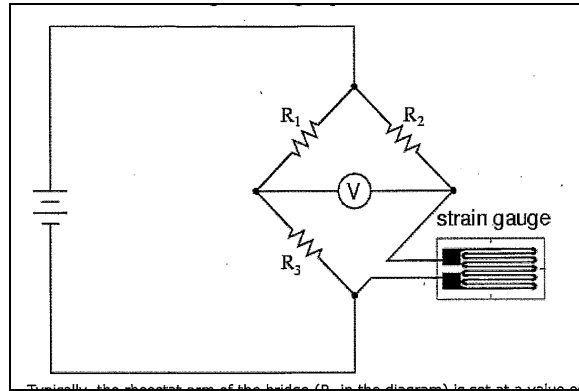 R1
R2
V
strain gauge
R3
Typically, the rheostat arm of the bridge (R in the diagram) is set at a value